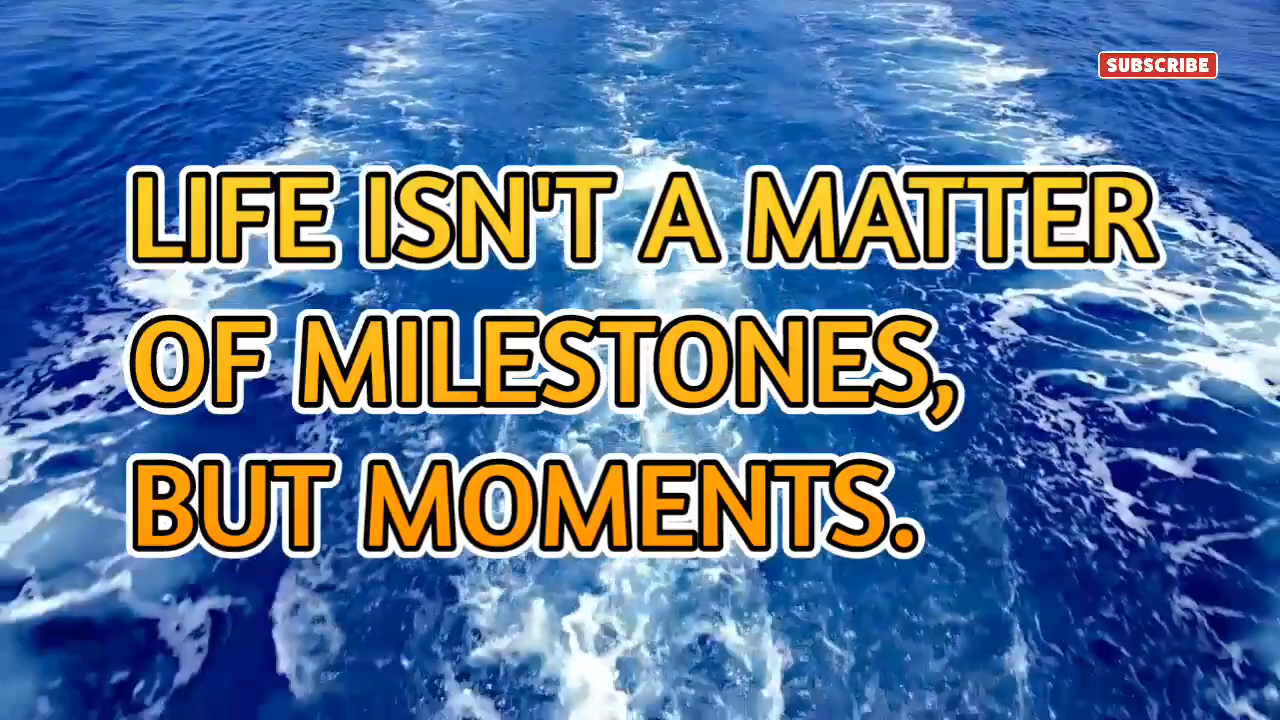 SUBSCRIBE
LIFE ISN'T A MATTER
OF MILESTONES,
BUT MOMENTS.